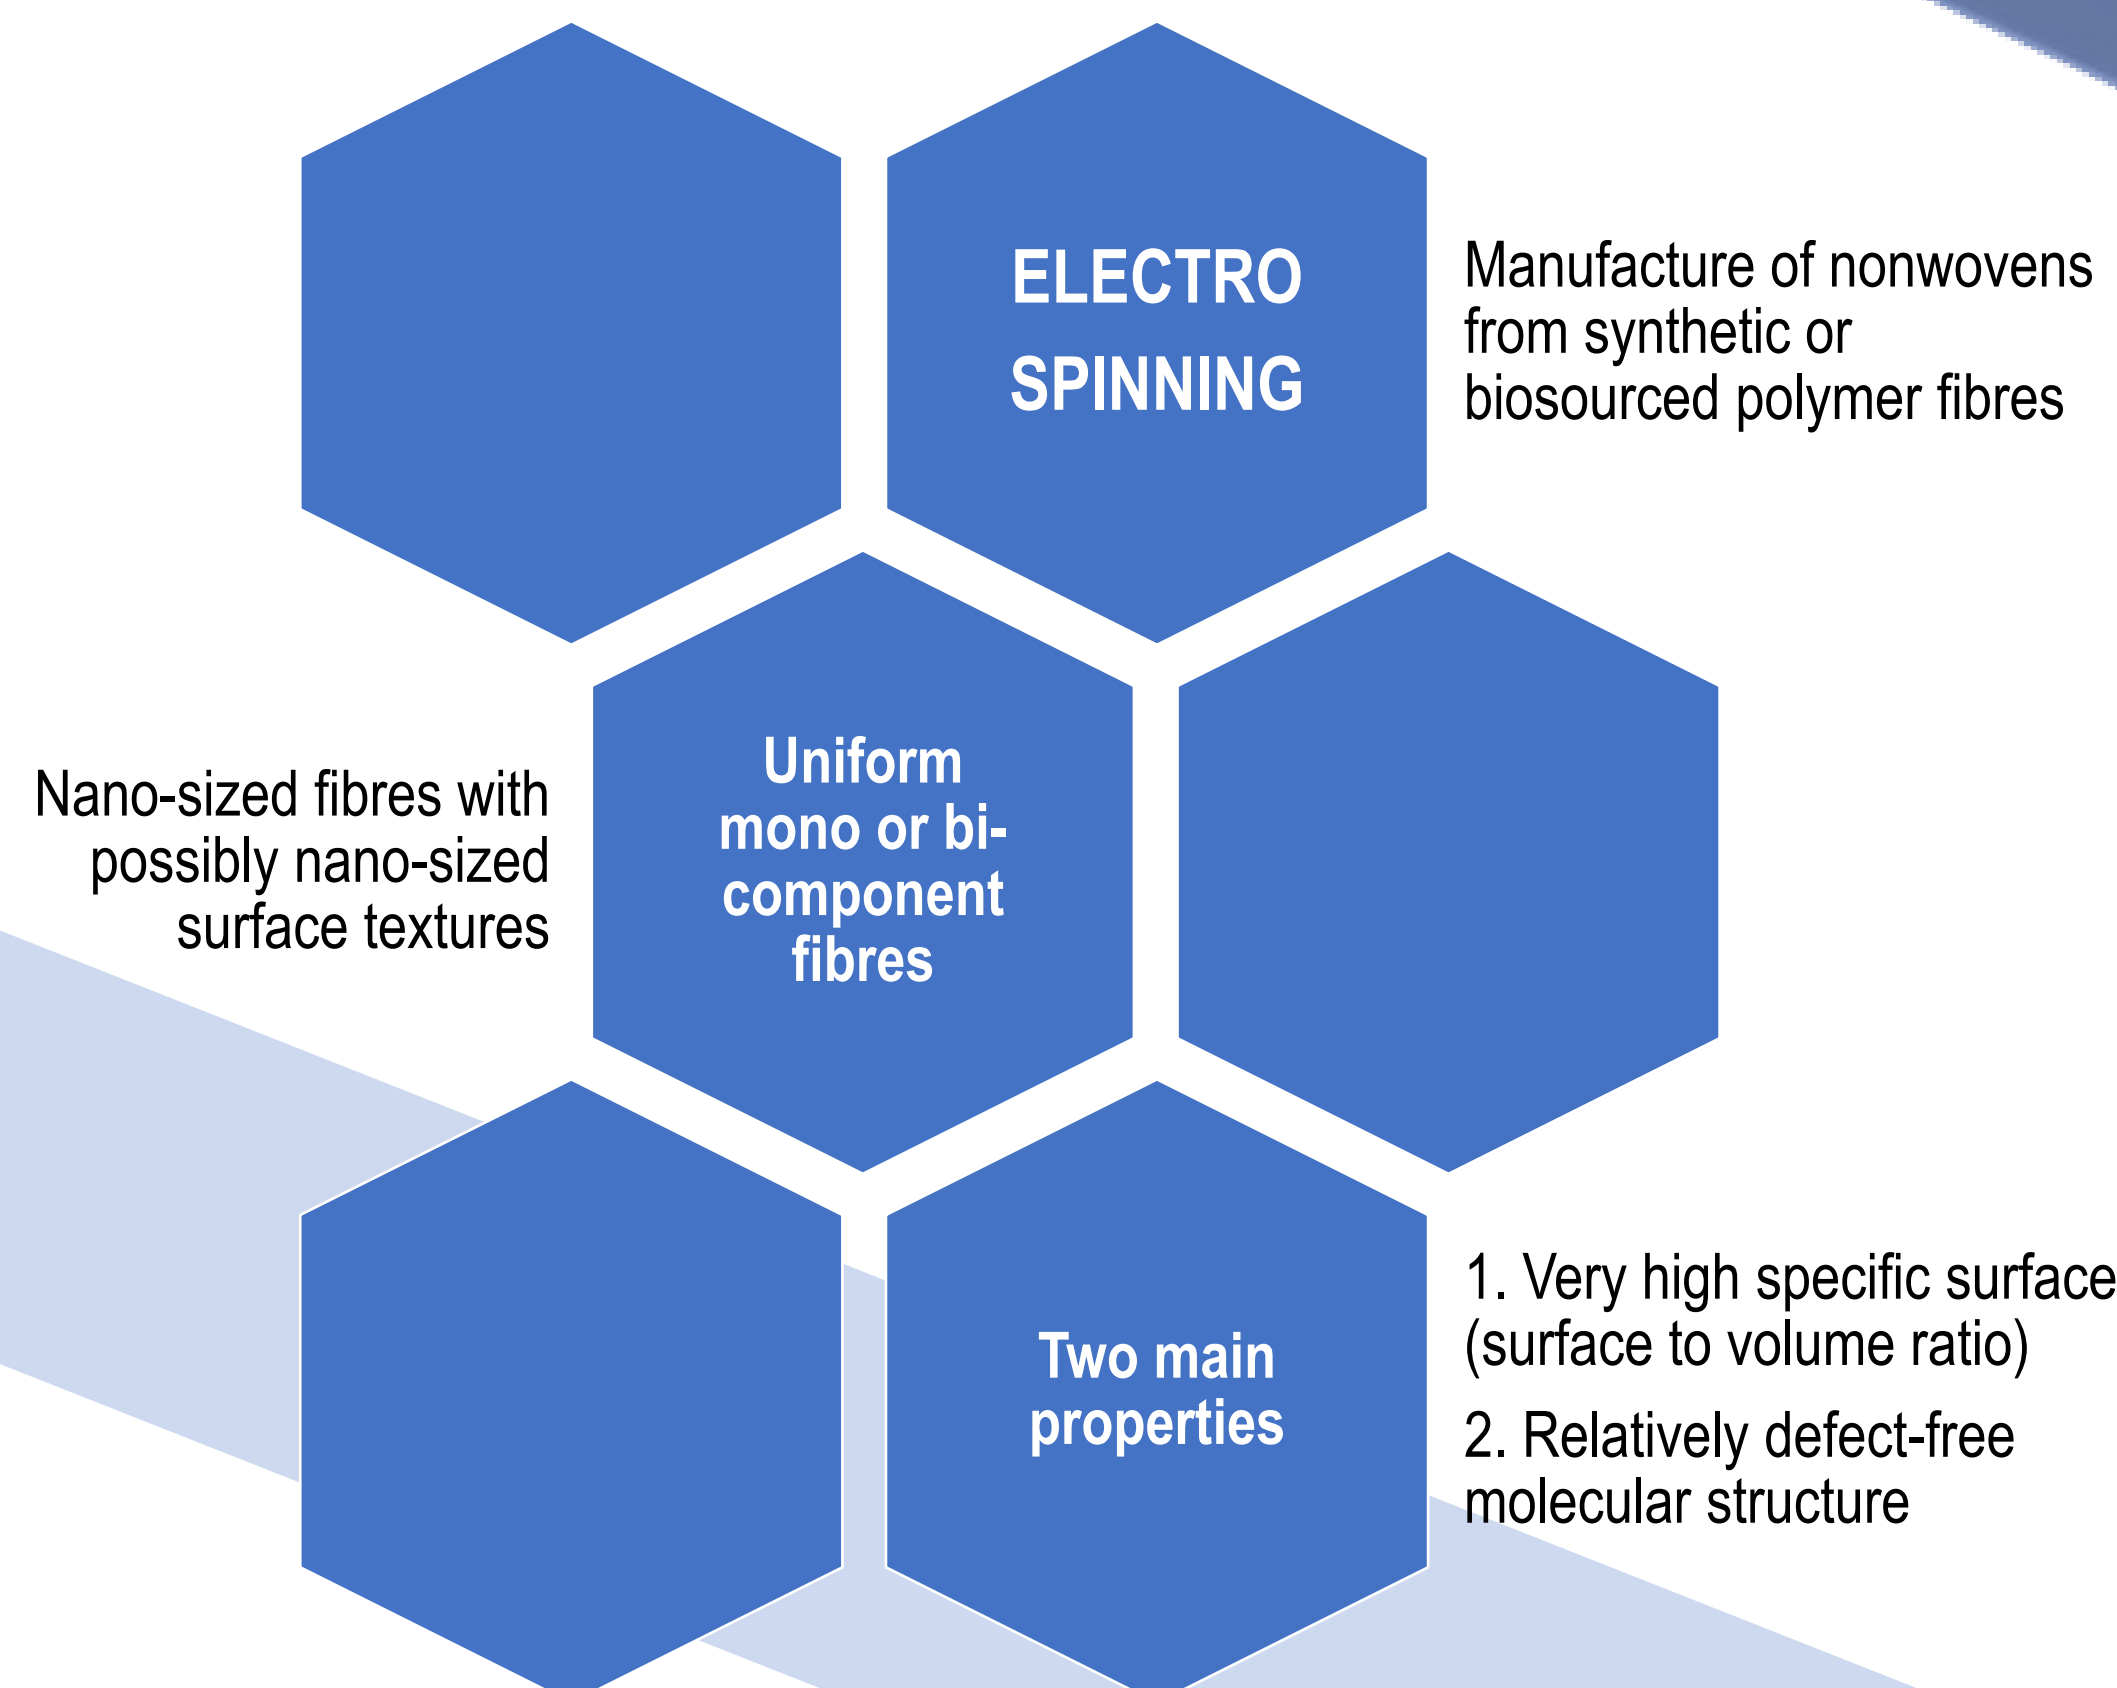 ELECTRO
SPINNING
Manufacture of nonwovens
from synthetic or
biosourced polymer fibres
Nano-sized fibres with
possibly nano-sized
surface textures
Uniform
mono or bi-
component
fibres
Two main
properties
1. Very high specific surface
(surface to volume ratio)
2. Relatively defect-free
molecular structure